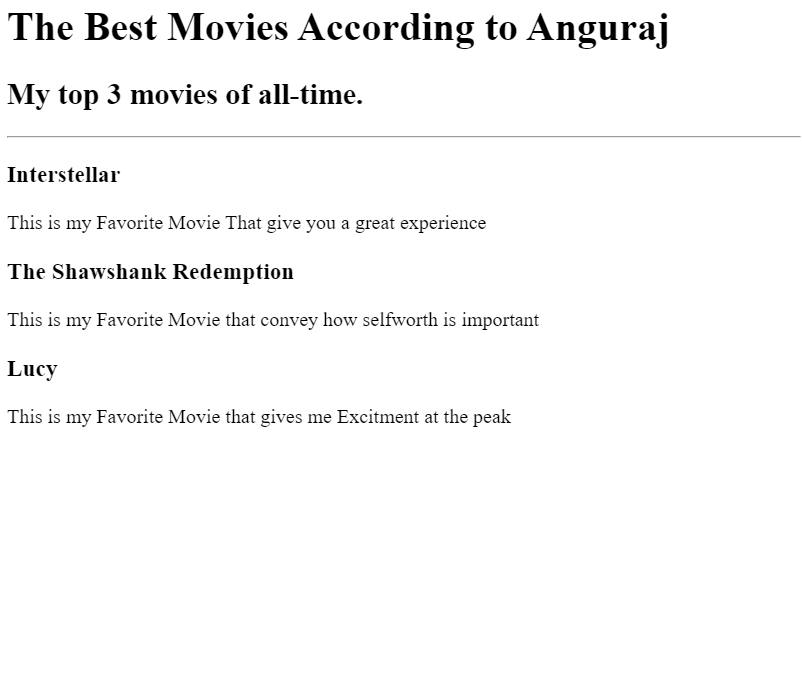 The Best Movies According to Anguraj
My top 3 movies of all-time.
Interstellar
This is my Favorite Movie That give you a great experience
The Shawshank Redemption
This is my Favorite Movie that convey how selfworth is important
Lucy
This is my Favorite Movie that gives me Excitment at the peak